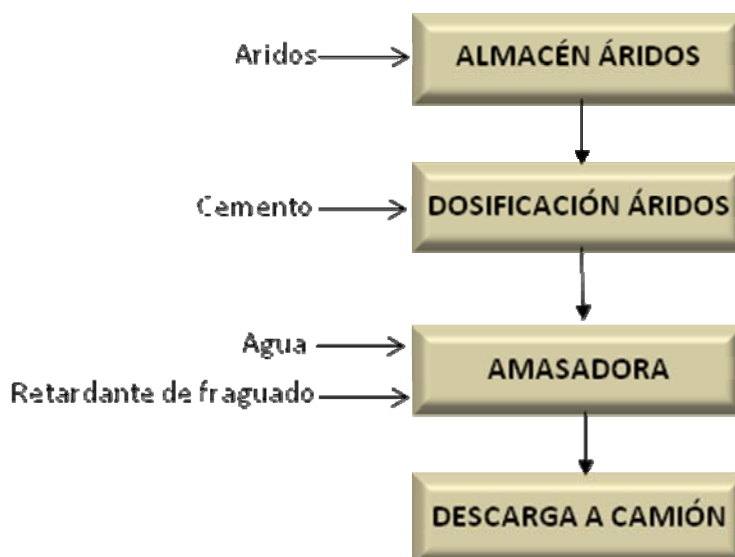 Aridos
ALMACÉN ÁRIDOS
Cemento
DOSIFICACIÓN ÁRIDOS
Agua
AMASADORA
Retardante de fraguado
DESCARGA A CAMIÓN